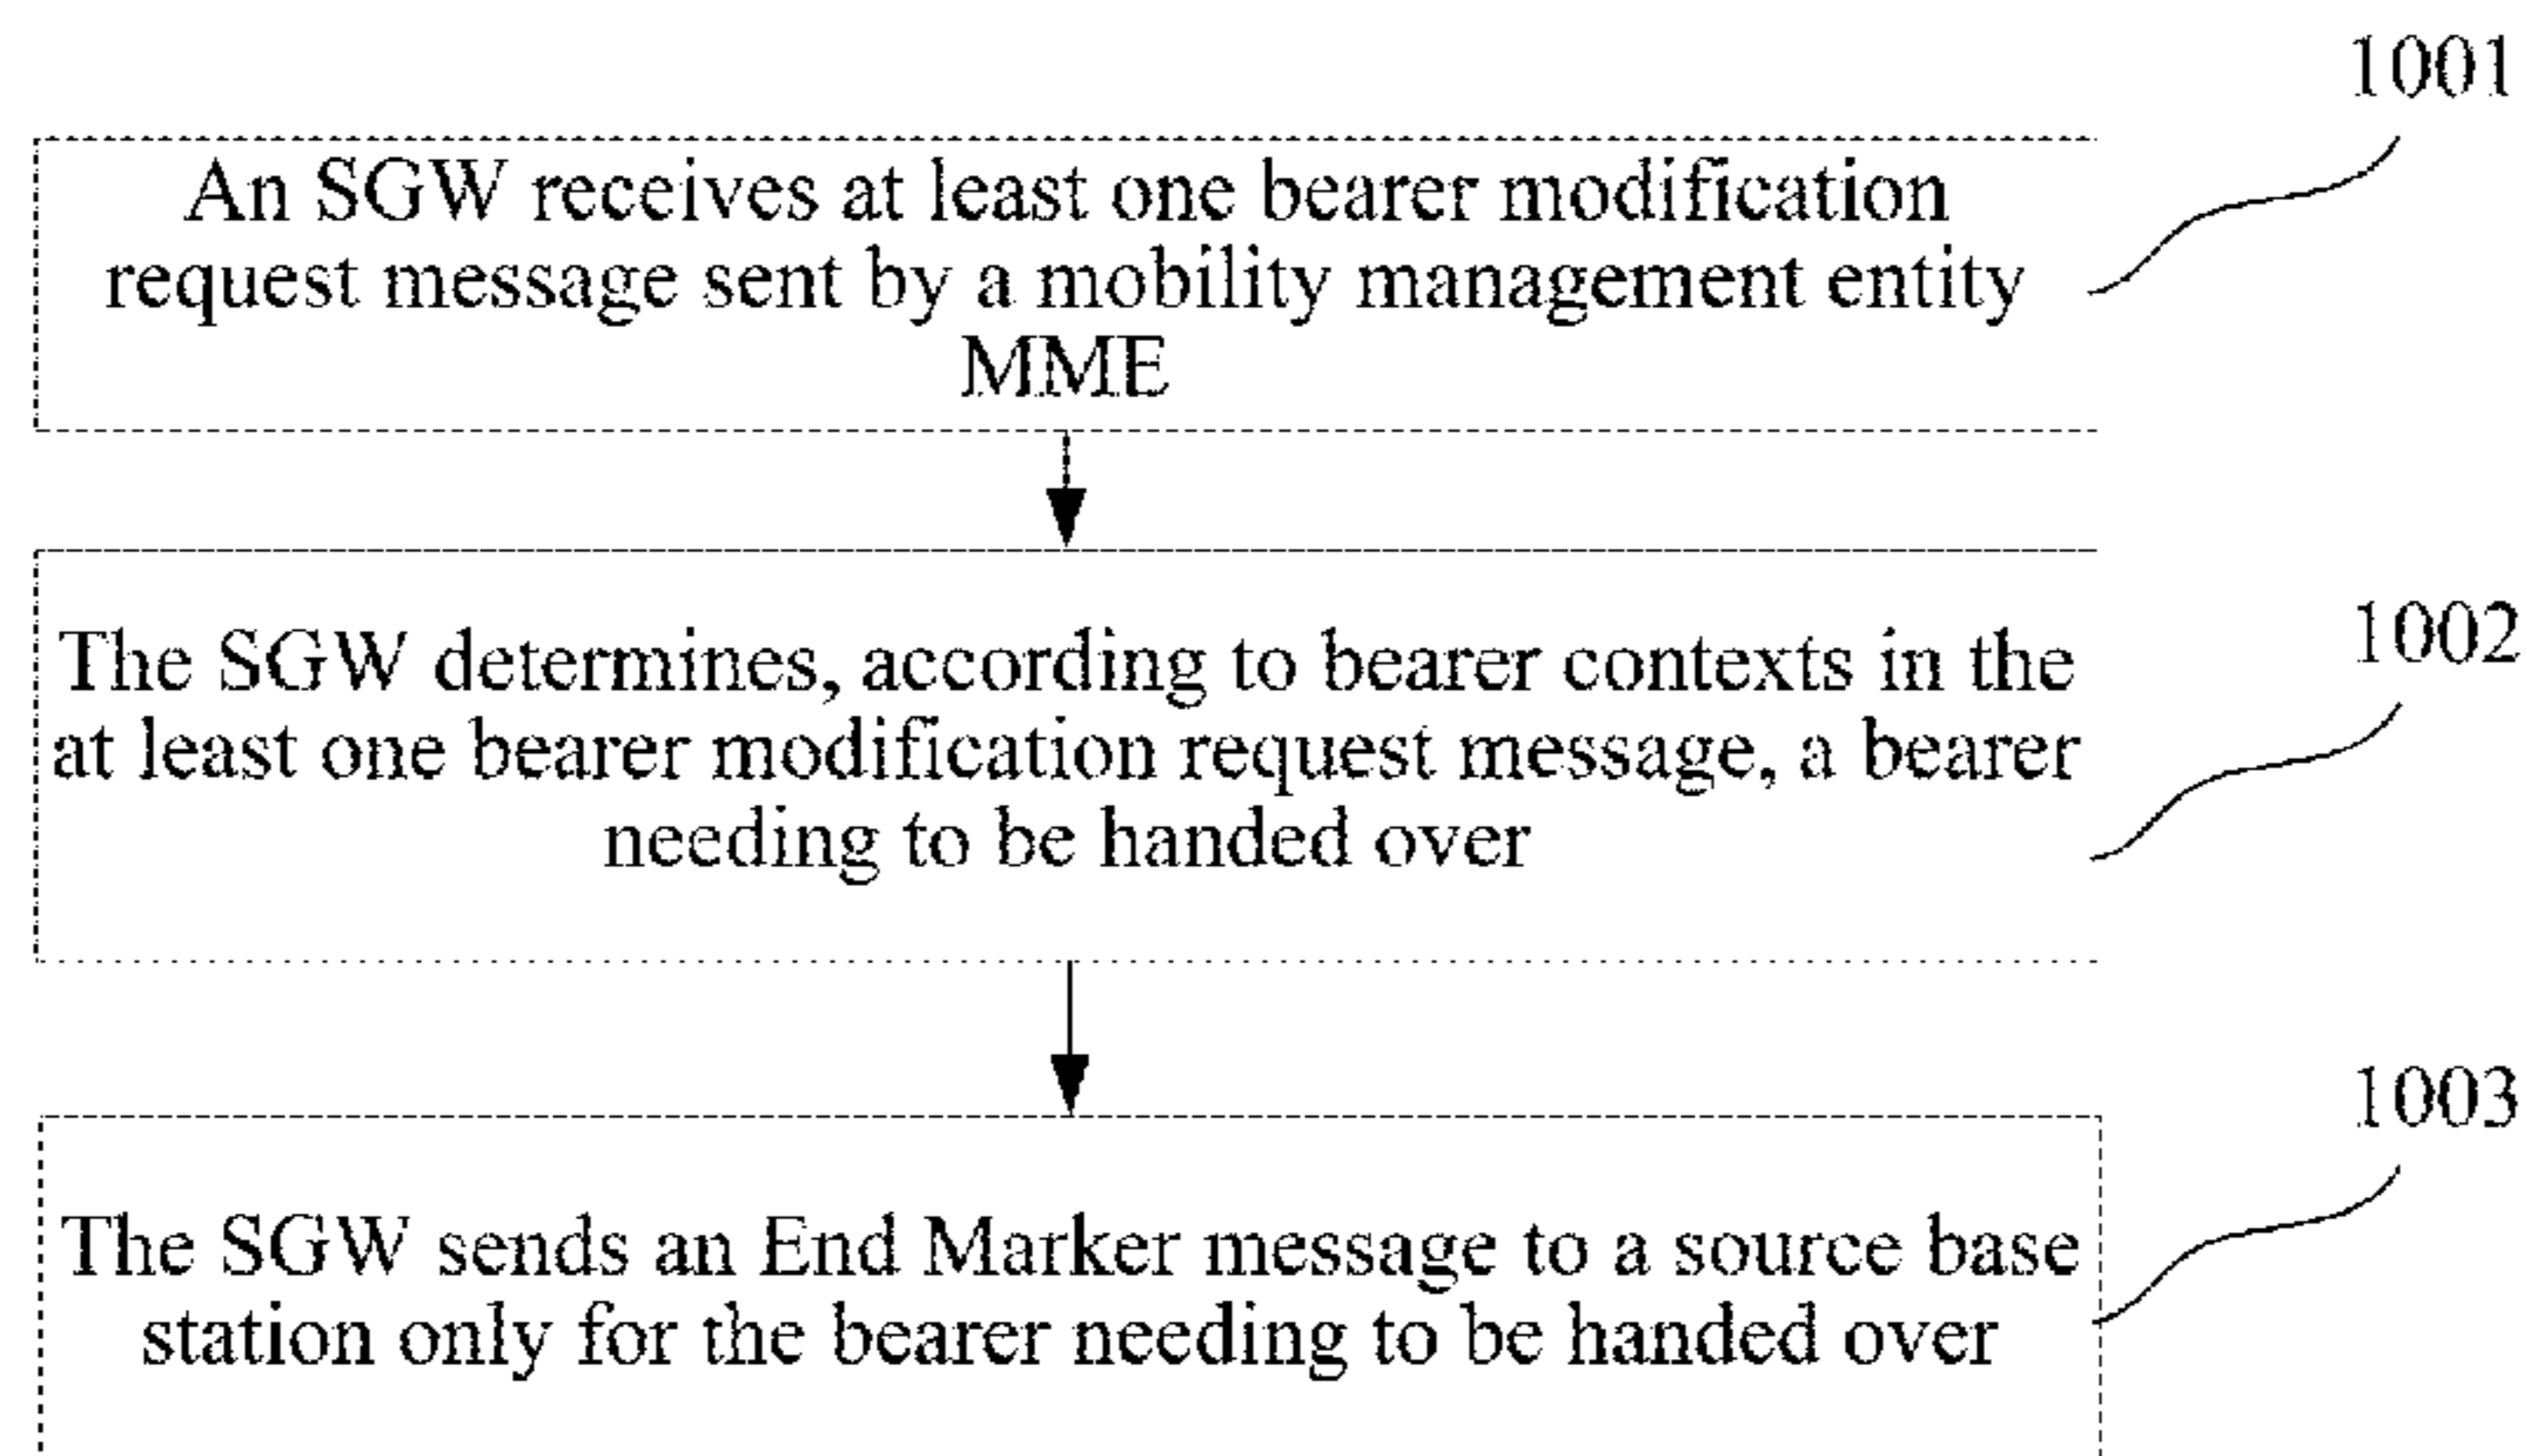 1001
An SGW receives at least one bearer modification
request message sent by a mobility management entity
MME
1002
The SGW determines, according to bearer contexts in the
at least one bearer modification request message, a bearer
needing to be handed over
1003
The SGW sends an End Marker message to a source base
station only for the bearer needing to be handed over